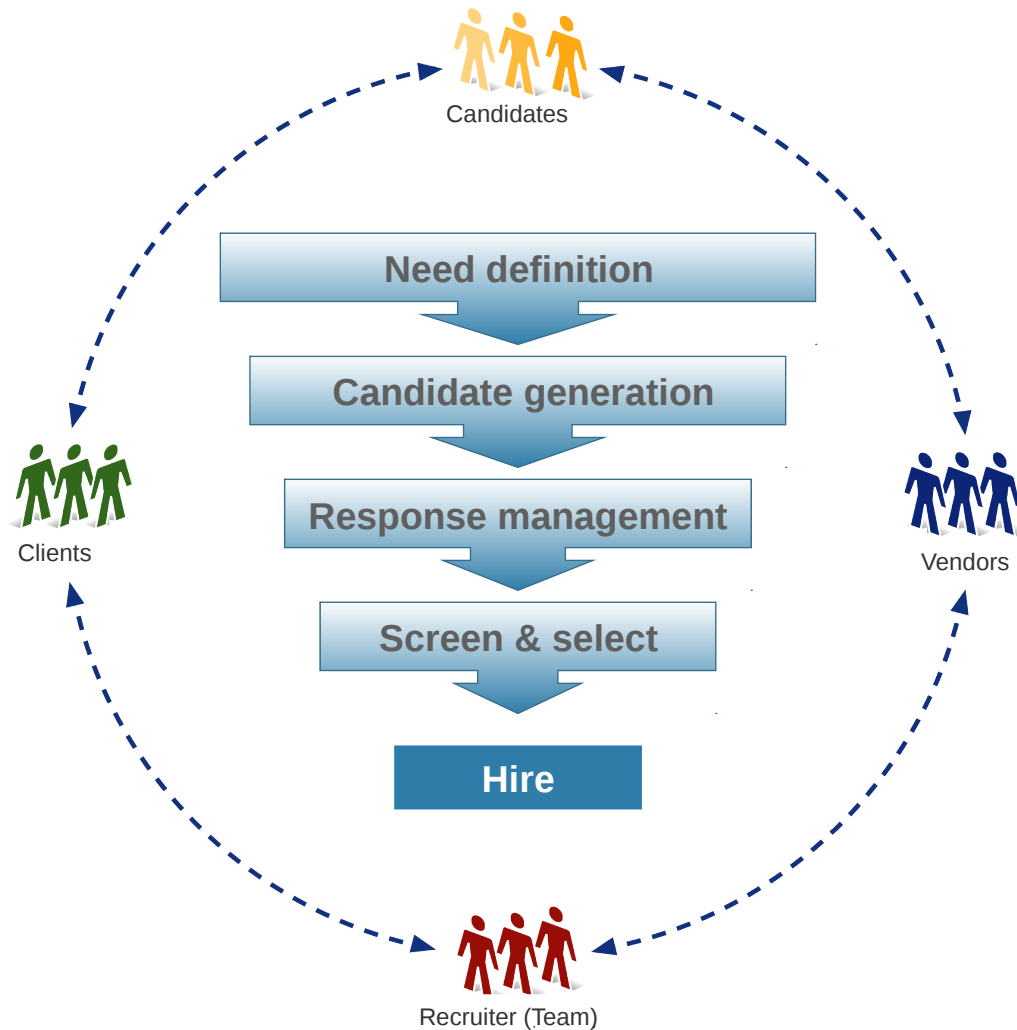 Candidates
Need definition
Candidate generation
Response management
Clients
Vendors
Screen & select
Hire
Recruiter (Team)